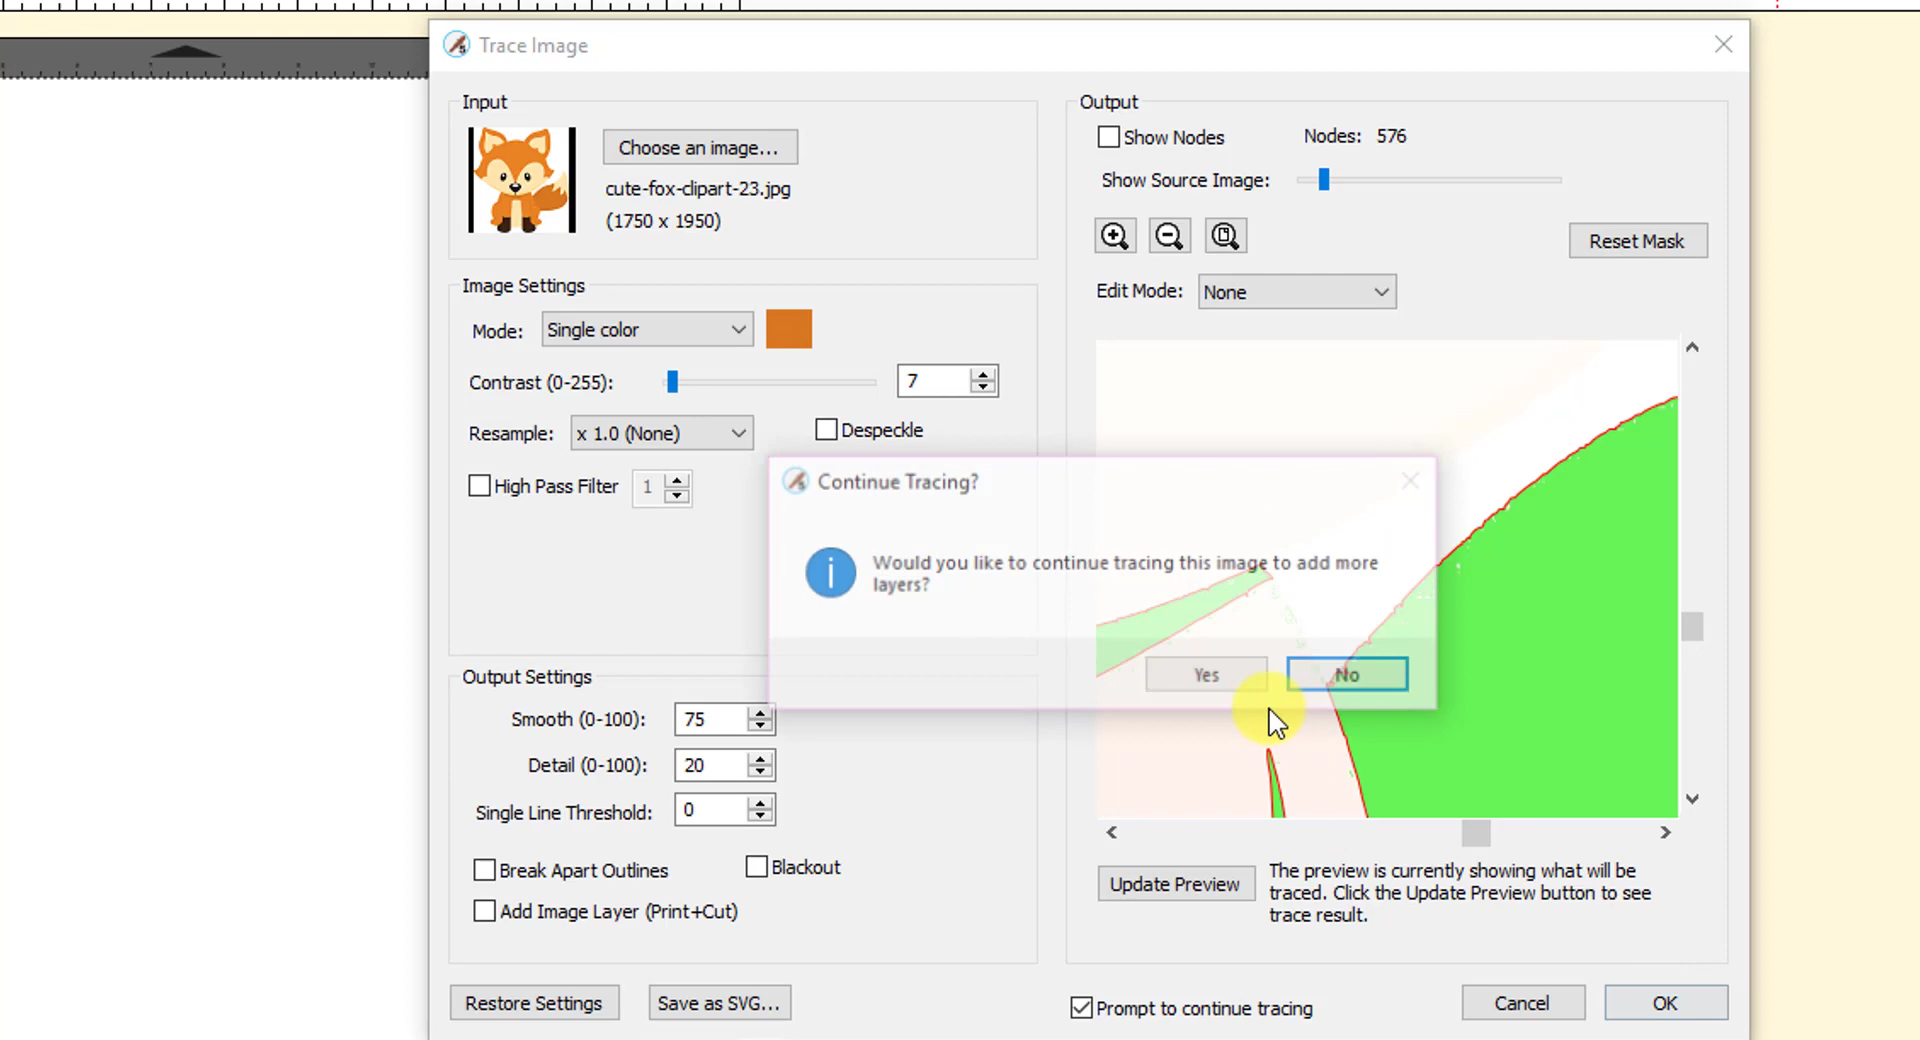 Trace Image
Input
Choose an image...
cute-fox-clipart-23.jpg
(1750 x 1950)
Image Settings
Mode: Single color
Contrast (0-255): 7
Resample: x 1.0 (None) Despeckle
High Pass Filter 1
Output
Show Nodes Nodes: 576
Show Source Image:
Reset Mask
Edit Mode: None
Continue Tracing?
Would you like to continue tracing this image to add more
layers?
Yes No
Output Settings
Smooth (0-100): 75
Detail (0-100): 20
Single Line Threshold: 0
Break Apart Outlines Blackout
Add Image Layer (Print+Cut)
Update Preview
The preview is currently showing what will be
traced. Click the Update Preview button to see
trace result.
Restore Settings Save as SVG... Prompt to continue tracing Cancel OK